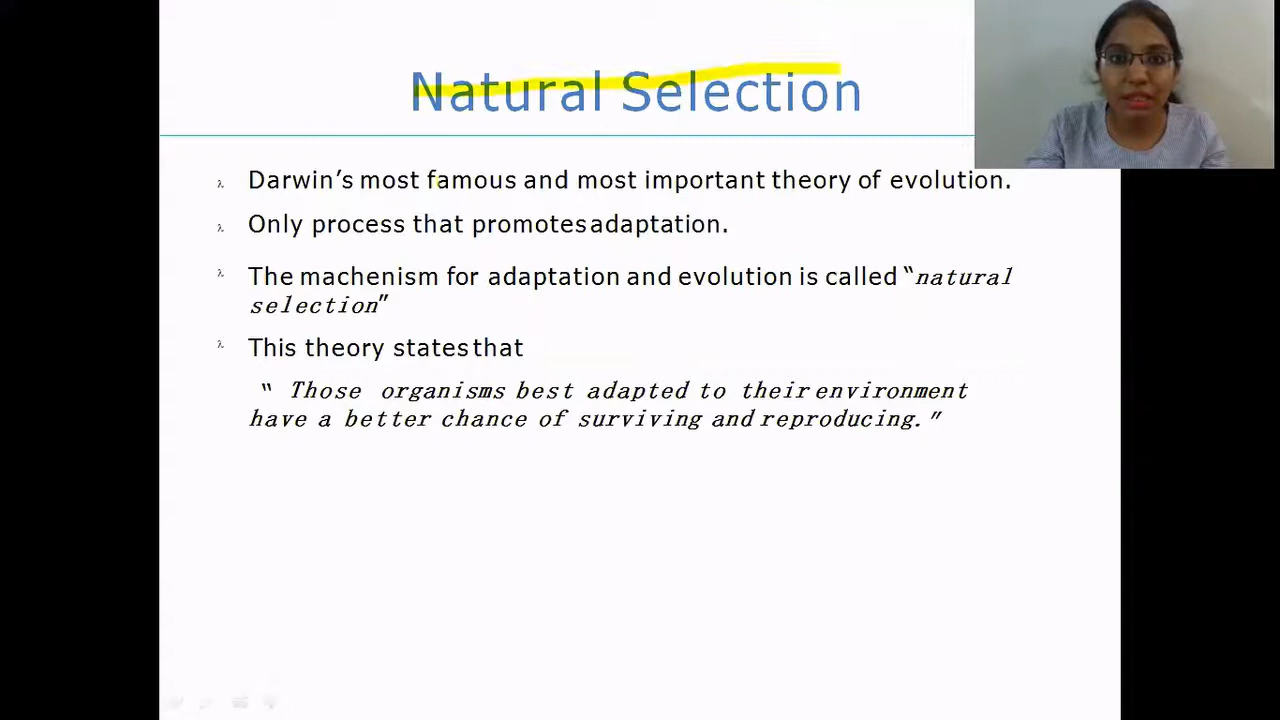 Natural Selection
Darwin's most famous and most important theory of evolution.
Only process that promotes adaptation.
The machenism for adaptation and evolution is called “natural
selection”
This theory states that
“ Those organisms best adapted to their environment
have a better chance of surviving and reproducing.”